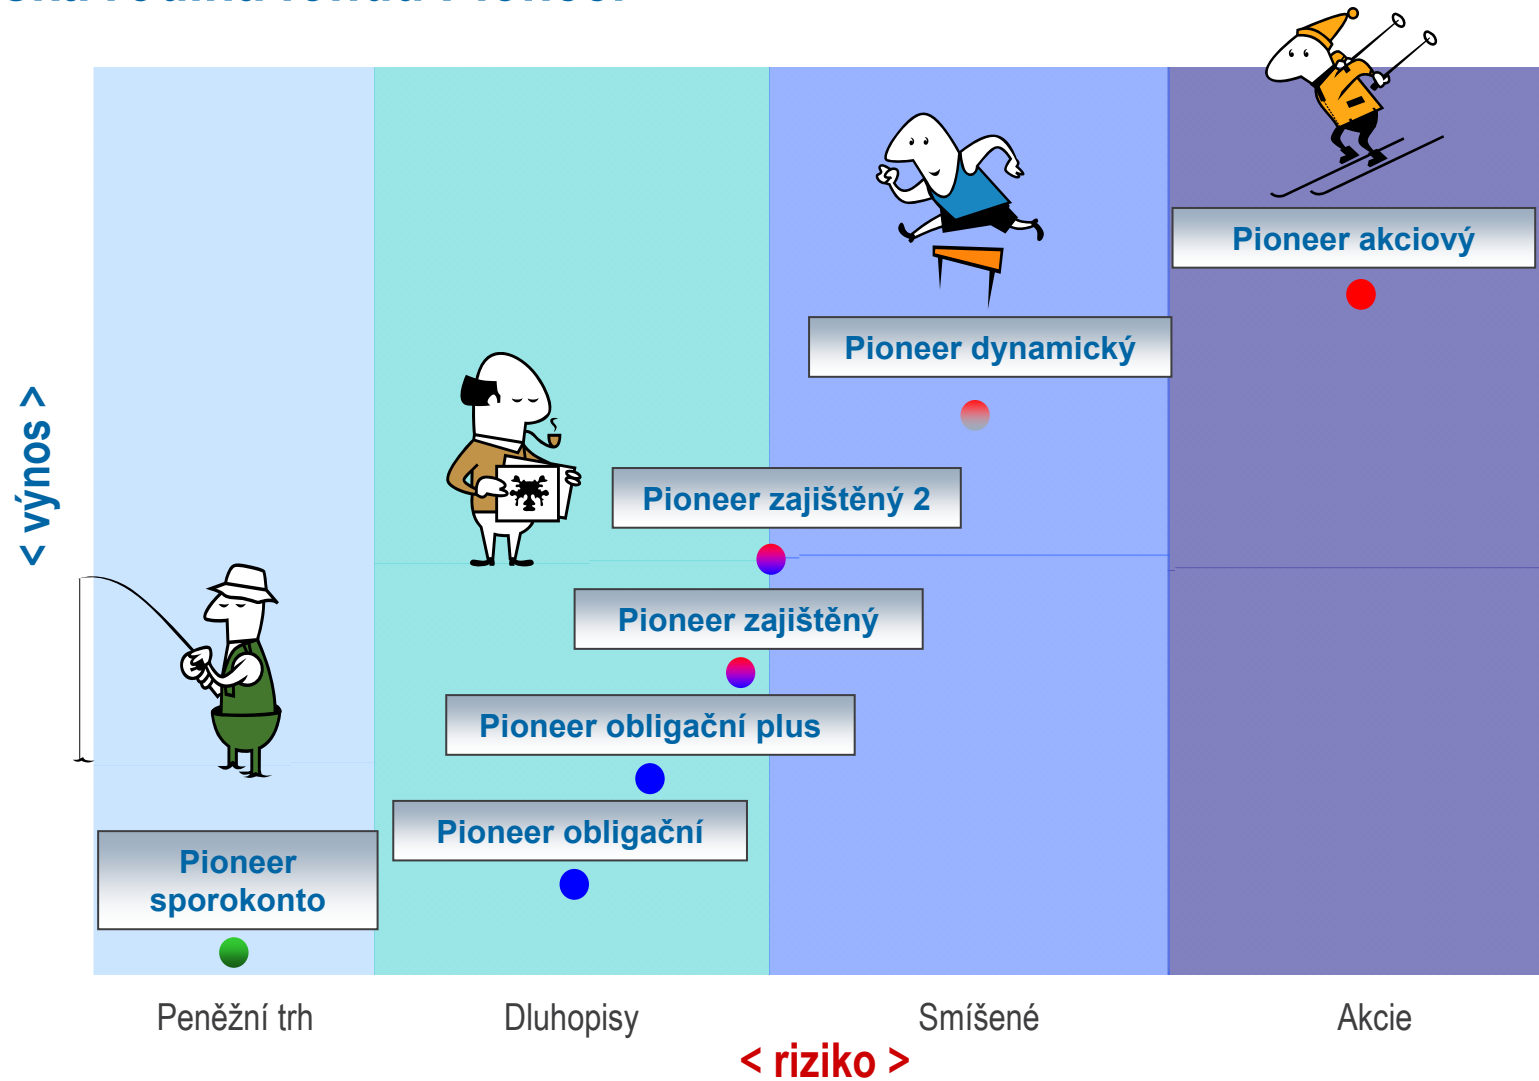 Pioneer akciový
Pioneer dynamický
< výnos >
Pioneer zajištěný 2
Pioneer zajištěný
Pioneer obligační plus
Pioneer obligační
Pioneer
sporokonto
Peněžní trh
Dluhopisy
Smíšené
Akcie
< riziko >